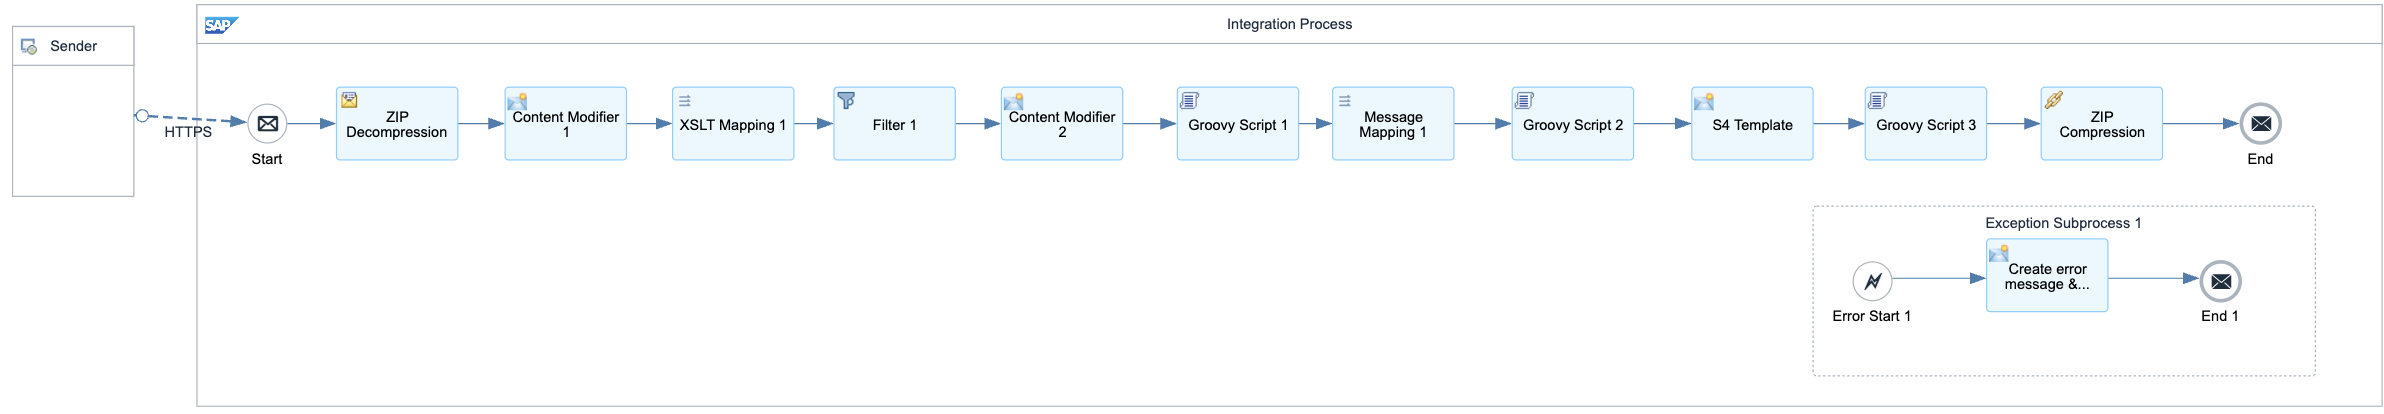 SAP
Integration Process
Sender
HTTPS
Start
ZIP
Decompression
Content Modifier
1
XSLT Mapping 1
Filter 1
Content Modifier
2
Groovy Script 1
Message
Mapping 1
Groovy Script 2
S4 Template
Groovy Script 3
ZIP
Compression
End
Exception Subprocess 1
Error Start 1
Create error
message &...
End 1